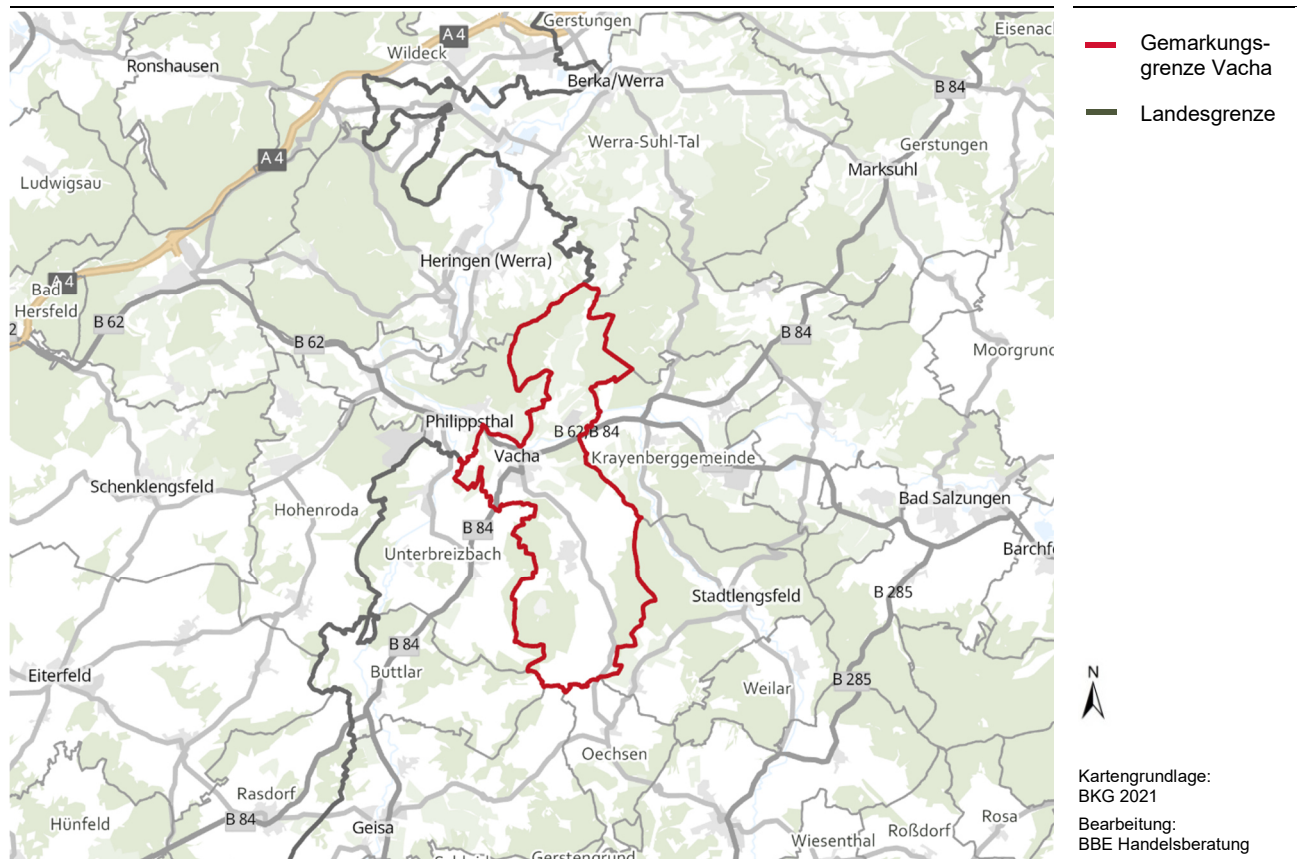 Gerstungen
Eisenac
A 4
Wildeck
Ronshausen
Berka/Werra
B 84
Werra-Suhl-Tal
Gerstungen
A 4
Marksuhl
Ludwigsau
Heringen (Werra)
A 4
Bad
Hersfeld
B 62
2
B 62
B 84
Moorgrund
Philippsthal
B 62/B 84
Vacha
Krayenberggemeinde
Schenklengsfeld
Bad Salzungen
Hohenroda
B 84
Unterbreizbach
Barchf
Stadtlengsfeld
B 285
B 84
Buttlar
Eiterfeld
Weilar
B 285
Oechsen
Rasdorf
B 84
Hünfeld
Geisa
Roßdorf
Rosa
Wiesenthal
Gerstengrund
Gemarkungs-
grenze Vacha
Landesgrenze
N
Kartengrundlage:
BKG 2021
Bearbeitung:
BBE Handelsberatung